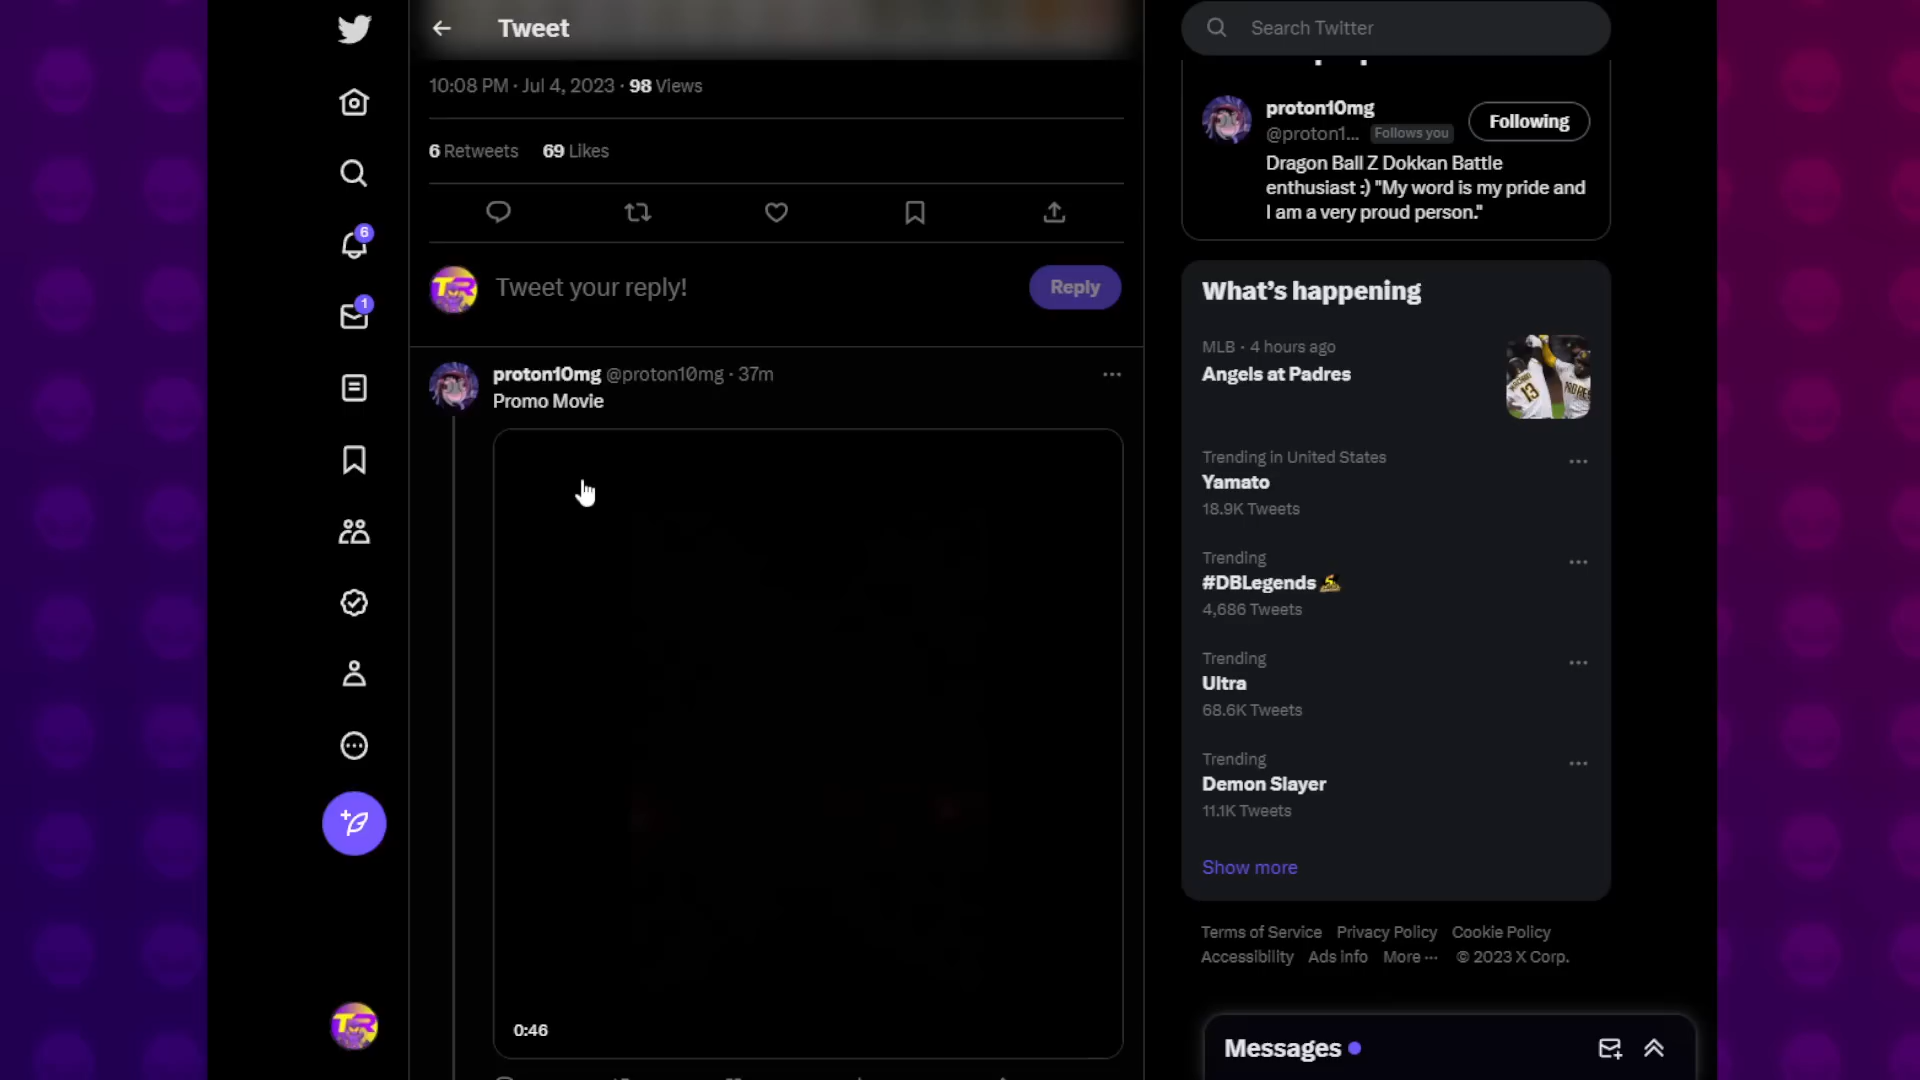 Tweet
Search Twitter
10:08 PM · Jul 4, 2023 · 98 Views
6 Retweets 69 Likes
Tweet your reply!
Reply
proton10mg @proton10mg · 37m
Promo Movie
0:46
6
1
TR
TR
proton10mg
@proton1... Follows you
Following
Dragon Ball Z Dokkan Battle
enthusiast :) "My word is my pride and
I am a very proud person."
What's happening
MLB · 4 hours ago
Angels at Padres
13
Trending in United States
Yamato
18.9K Tweets
Trending
#DBLegends
4,686 Tweets
Trending
Ultra
68.6K Tweets
Trending
Demon Slayer
11.1K Tweets
Show more
Terms of Service Privacy Policy Cookie Policy
Accessibility Ads info More ··· © 2023 X Corp.
Messages